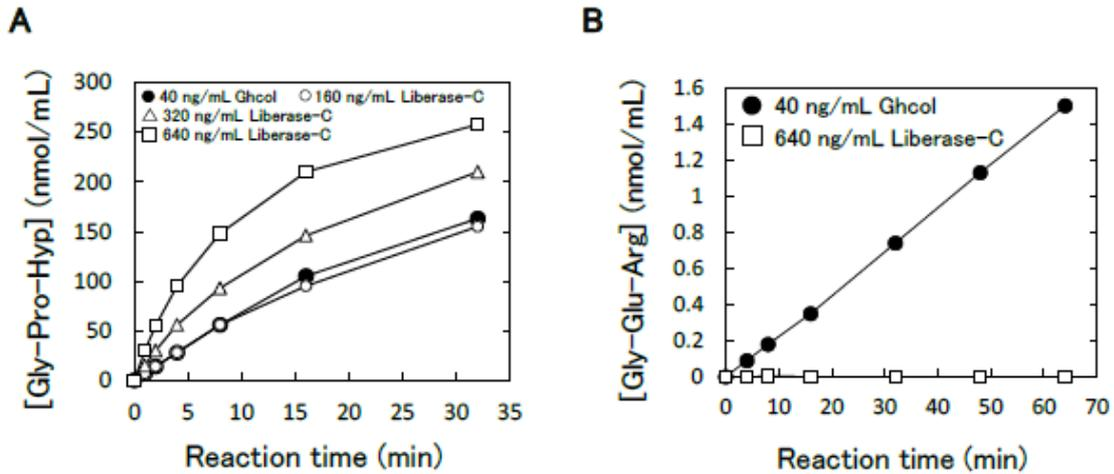 A
[Gly-Pro-Hyp] (nmol/mL)
300
250
200
150
100
50
0
40 ng/mL Ghcol 160 ng/mL Liberase-C
320 ng/mL Liberase-C
640 ng/mL Liberase-C
0 5 10 15 20 25 30 35
Reaction time (min)
B
[Gly-Glu-Arg] (nmol/mL)
1.6
1.4
1.2
1
0.8
0.6
0.4
0.2
0
40 ng/mL Ghcol
640 ng/mL Liberase-C
0 10 20 30 40 50 60 70
Reaction time (min)